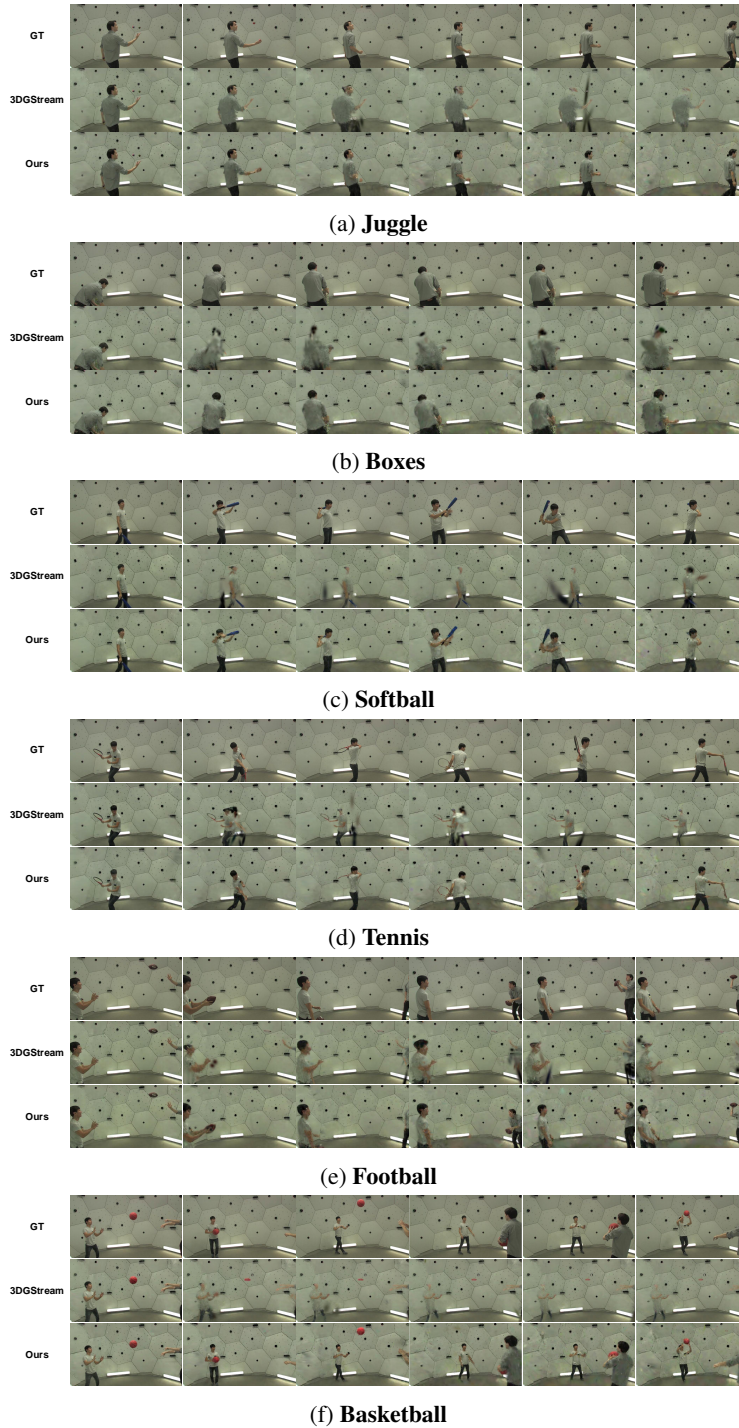 GT
3DGStream
Ours
(a) Juggle
GT
3DGStream
Ours
(b) Boxes
GT
3DGStream
Ours
(c) Softball
GT
3DGStream
Ours
(d) Tennis
GT
3DGStream
Ours
(e) Football
GT
3DGStream
Ours
(f) Basketball